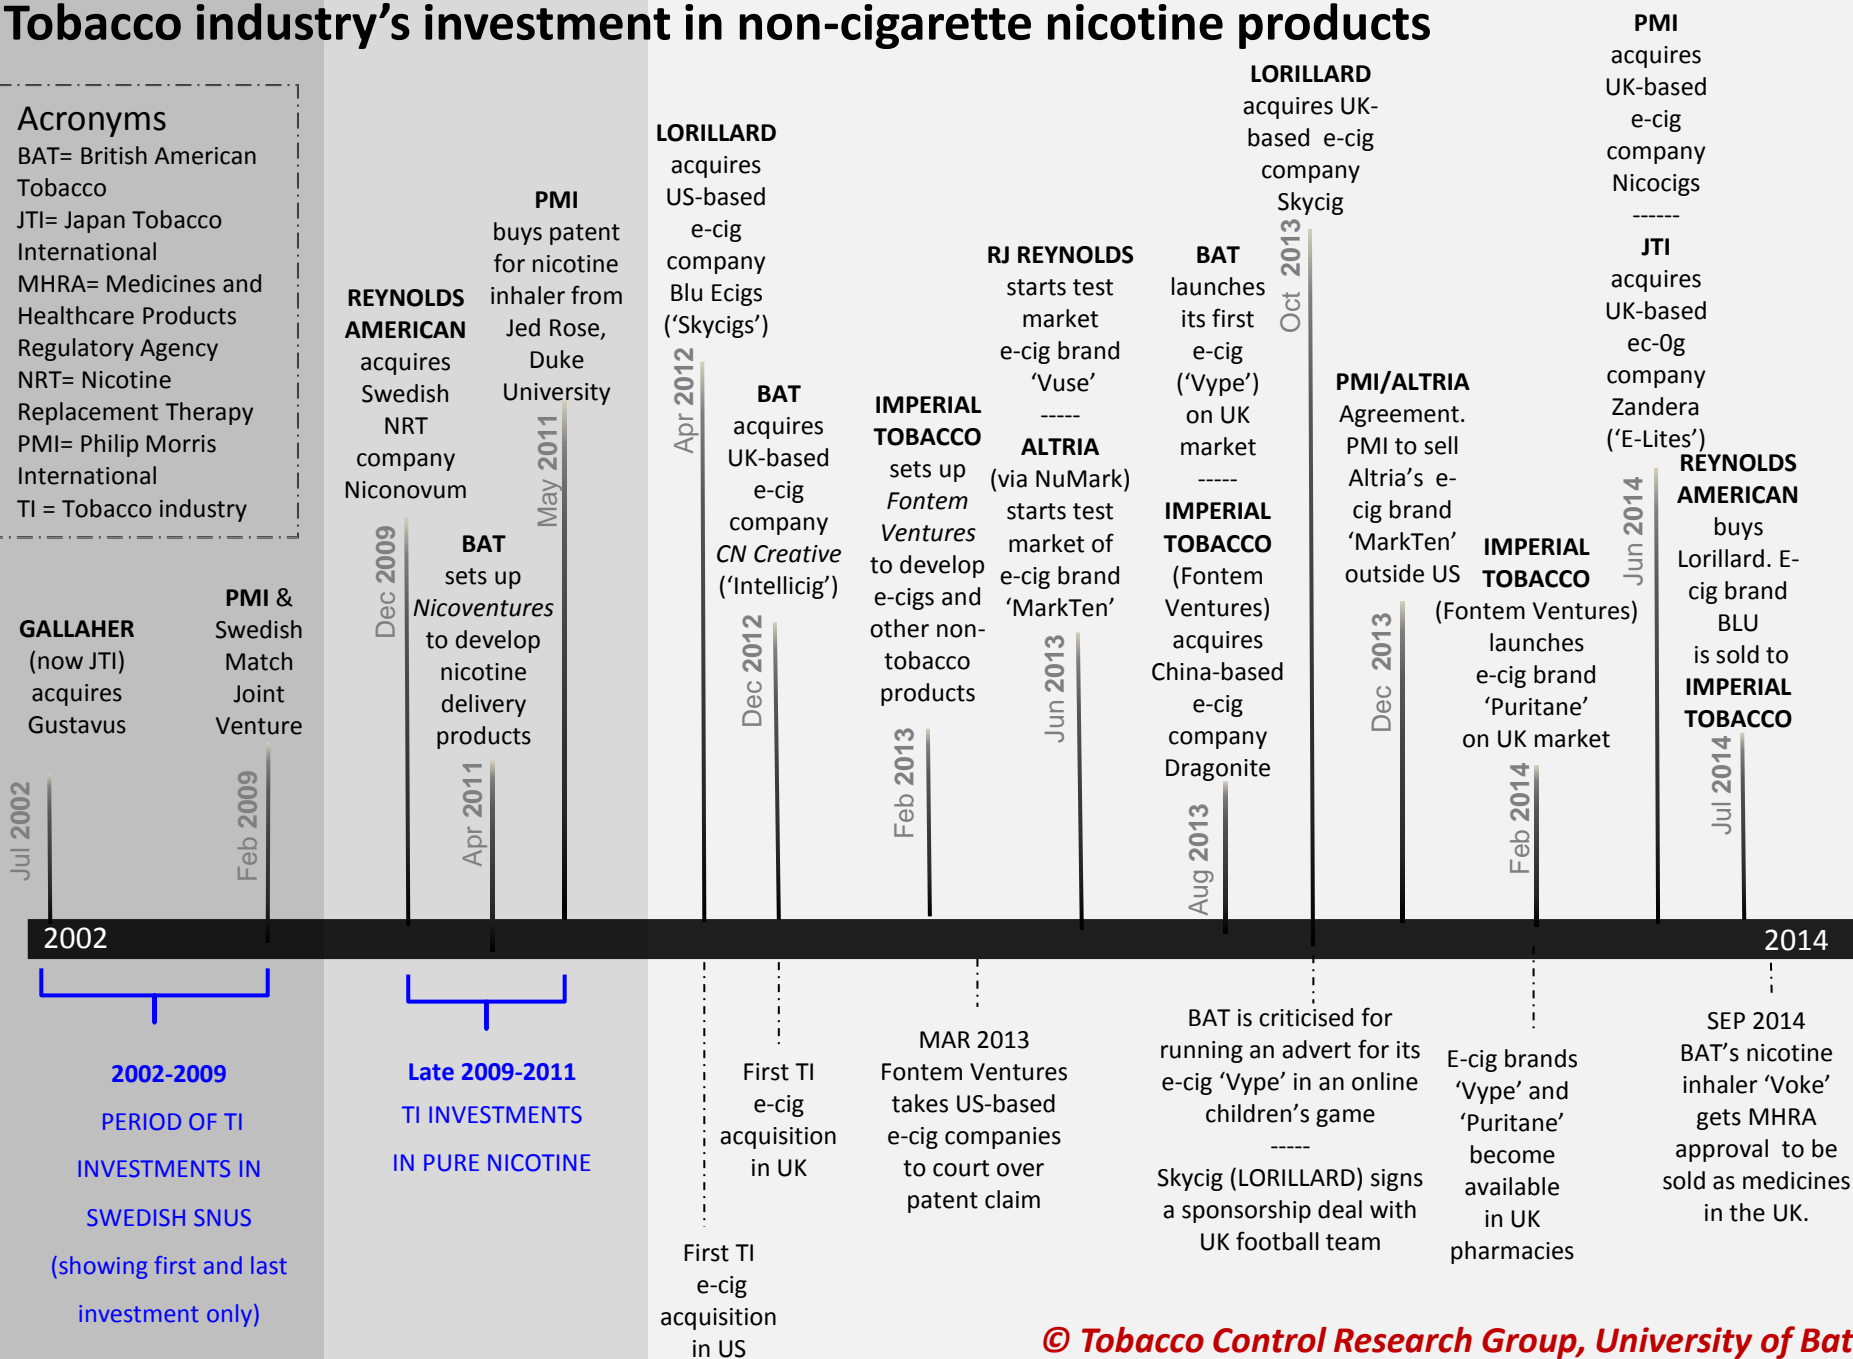 Tobacco industry’s investment in non-cigarette nicotine products
Acronyms
BAT= British American
Tobacco
JTI= Japan Tobacco
International
MHRA= Medicines and
Healthcare Products
Regulatory Agency
NRT= Nicotine
Replacement Therapy
PMI= Philip Morris
International
TI = Tobacco industry
GALLAHER
(now JTI)
acquires
Gustavus
Jul 2002
PMI &
Swedish
Match
Joint
Venture
Feb 2009
REYNOLDS
AMERICAN
acquires
Swedish
NRT
company
Niconovum
Dec 2009
BAT
sets up
Nicoventures
to develop
nicotine
delivery
products
Apr 2011
PMI
buys patent
for nicotine
inhaler from
Jed Rose,
Duke
University
May 2011
LORILLARD
acquires
US-based
e-cig
company
Blu Ecigs
(‘Skycigs’)
Apr 2012
BAT
acquires
UK-based
e-cig
company
CN Creative
(‘Intellicig’)
Dec 2012
IMPERIAL
TOBACCO
sets up
Fontem
Ventures
to develop
e-cigs and
other non-
tobacco
products
Feb 2013
RJ REYNOLDS
starts test
market
e-cig brand
‘Vuse’
-----
ALTRIA
(via NuMark)
starts test
market of
e-cig brand
‘MarkTen’
Jun 2013
BAT
launches
its first
e-cig
(‘Vype’)
on UK
market
-----
IMPERIAL
TOBACCO
(Fontem
Ventures)
acquires
China-based
e-cig
company
Dragonite
Aug 2013
LORILLARD
acquires UK-
based e-cig
company
Skycig
Oct 2013
PMI/ALTRIA
Agreement.
PMI to sell
Altria’s e-
cig brand
‘MarkTen’
outside US
Dec 2013
IMPERIAL
TOBACCO
(Fontem Ventures)
launches
e-cig brand
‘Puritane’
on UK market
Feb 2014
PMI
acquires
UK-based
e-cig
company
Nicocigs
------
JTI
acquires
UK-based
ec-0g
company
Zandera
(‘E-Lites’)
Jun 2014
REYNOLDS
AMERICAN
buys
Lorillard. E-
cig brand
BLU
is sold to
IMPERIAL
TOBACCO
Jul 2014
2002
2014
2002-2009
PERIOD OF TI
INVESTMENTS IN
SWEDISH SNUS
(showing first and last
investment only)
Late 2009-2011
TI INVESTMENTS
IN PURE NICOTINE
First TI
e-cig
acquisition
in US
First TI
e-cig
acquisition
in UK
MAR 2013
Fontem Ventures
takes US-based
e-cig companies
to court over
patent claim
BAT is criticised for
running an advert for its
e-cig ‘Vype’ in an online
children’s game
-----
Skycig (LORILLARD) signs
a sponsorship deal with
UK football team
E-cig brands
‘Vype’ and
‘Puritane’
become
available
in UK
pharmacies
SEP 2014
BAT’s nicotine
inhaler ‘Voke’
gets MHRA
approval to be
sold as medicines
in the UK.
© Tobacco Control Research Group, University of Bat